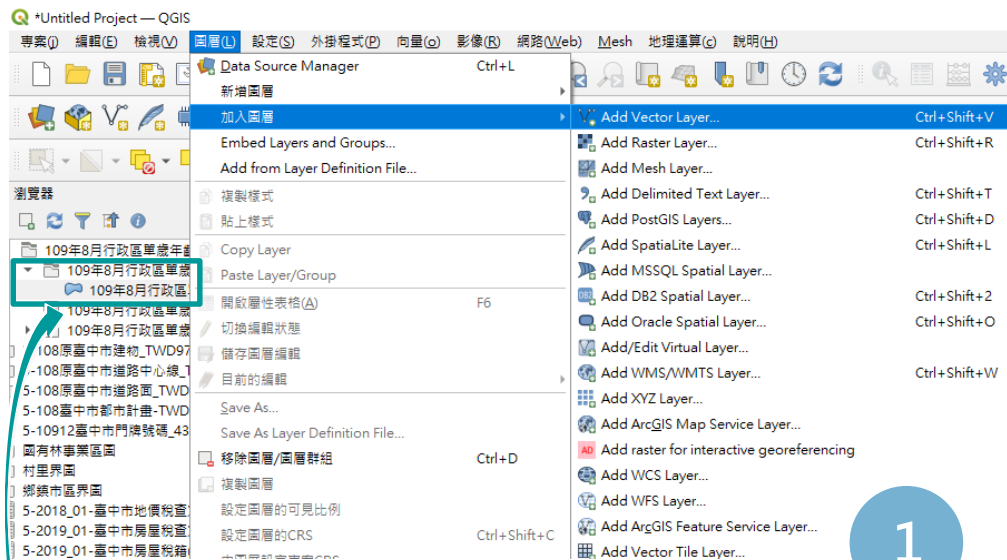 *Untitled Project — QGIS
專案(j) 編輯(E) 檢視(V) 圖層(L) 設定(S) 外掛程式(P) 向量(o) 影像(R) 網路(Web) Mesh 地理運算(c) 說明(H)
Data Source Manager Ctrl+L
新增圖層
加入圖層
Embed Layers and Groups...
Add from Layer Definition File...
複製樣式
貼上樣式
Copy Layer
Paste Layer/Group
開啟屬性表格(A) F6
切換編輯狀態
儲存圖層編輯
目前的編輯
Save As...
Save As Layer Definition File...
移除圖層/圖層群組 Ctrl+D
複製圖層
設定圖層的可見比例
設定圖層的CRS Ctrl+Shift+C
Add Vector Layer... Ctrl+Shift+V
Add Raster Layer... Ctrl+Shift+R
Add Mesh Layer...
Add Delimited Text Layer... Ctrl+Shift+T
Add PostGIS Layers... Ctrl+Shift+D
Add SpatiaLite Layer... Ctrl+Shift+L
Add MSSQL Spatial Layer...
Add DB2 Spatial Layer... Ctrl+Shift+2
Add Oracle Spatial Layer... Ctrl+Shift+O
Add/Edit Virtual Layer...
Add WMS/WMTS Layer... Ctrl+Shift+W
Add XYZ Layer...
Add ArcGIS Map Service Layer...
AD Add raster for interactive georeferencing
Add WCS Layer...
Add WFS Layer...
Add ArcGIS Feature Service Layer...
Add Vector Tile Layer...
瀏覽器
109年8月行政區單歲年
109年8月行政區單歲
109年8月行政區
109年8月行政區單歲
109年8月行政區單歲
108原臺中市建物_TWD97
5-108原臺中市道路中心線_T
5-108原臺中市道路面_TWD
5-108臺中市都市計畫-TWD
5-10912臺中市門牌號碼_43
國有林事業區圖
村里界圖
鄉鎮市區界圖
5-2018_01-臺中市地價稅查
5-2019_01-臺中市房屋稅查
5-2019_01-臺中市房屋稅籍
1